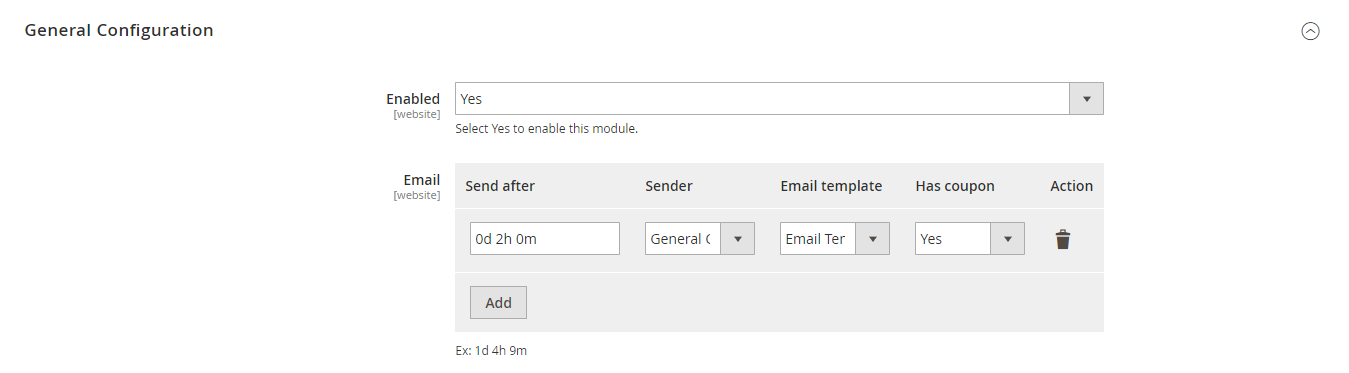 General Configuration
Enabled
[website]
Yes
Select Yes to enable this module.
Email
[website]
Send after Sender Email template Has coupon Action
0d 2h 0m General Email Ter Yes
Add
Ex: 1d 4h 9m